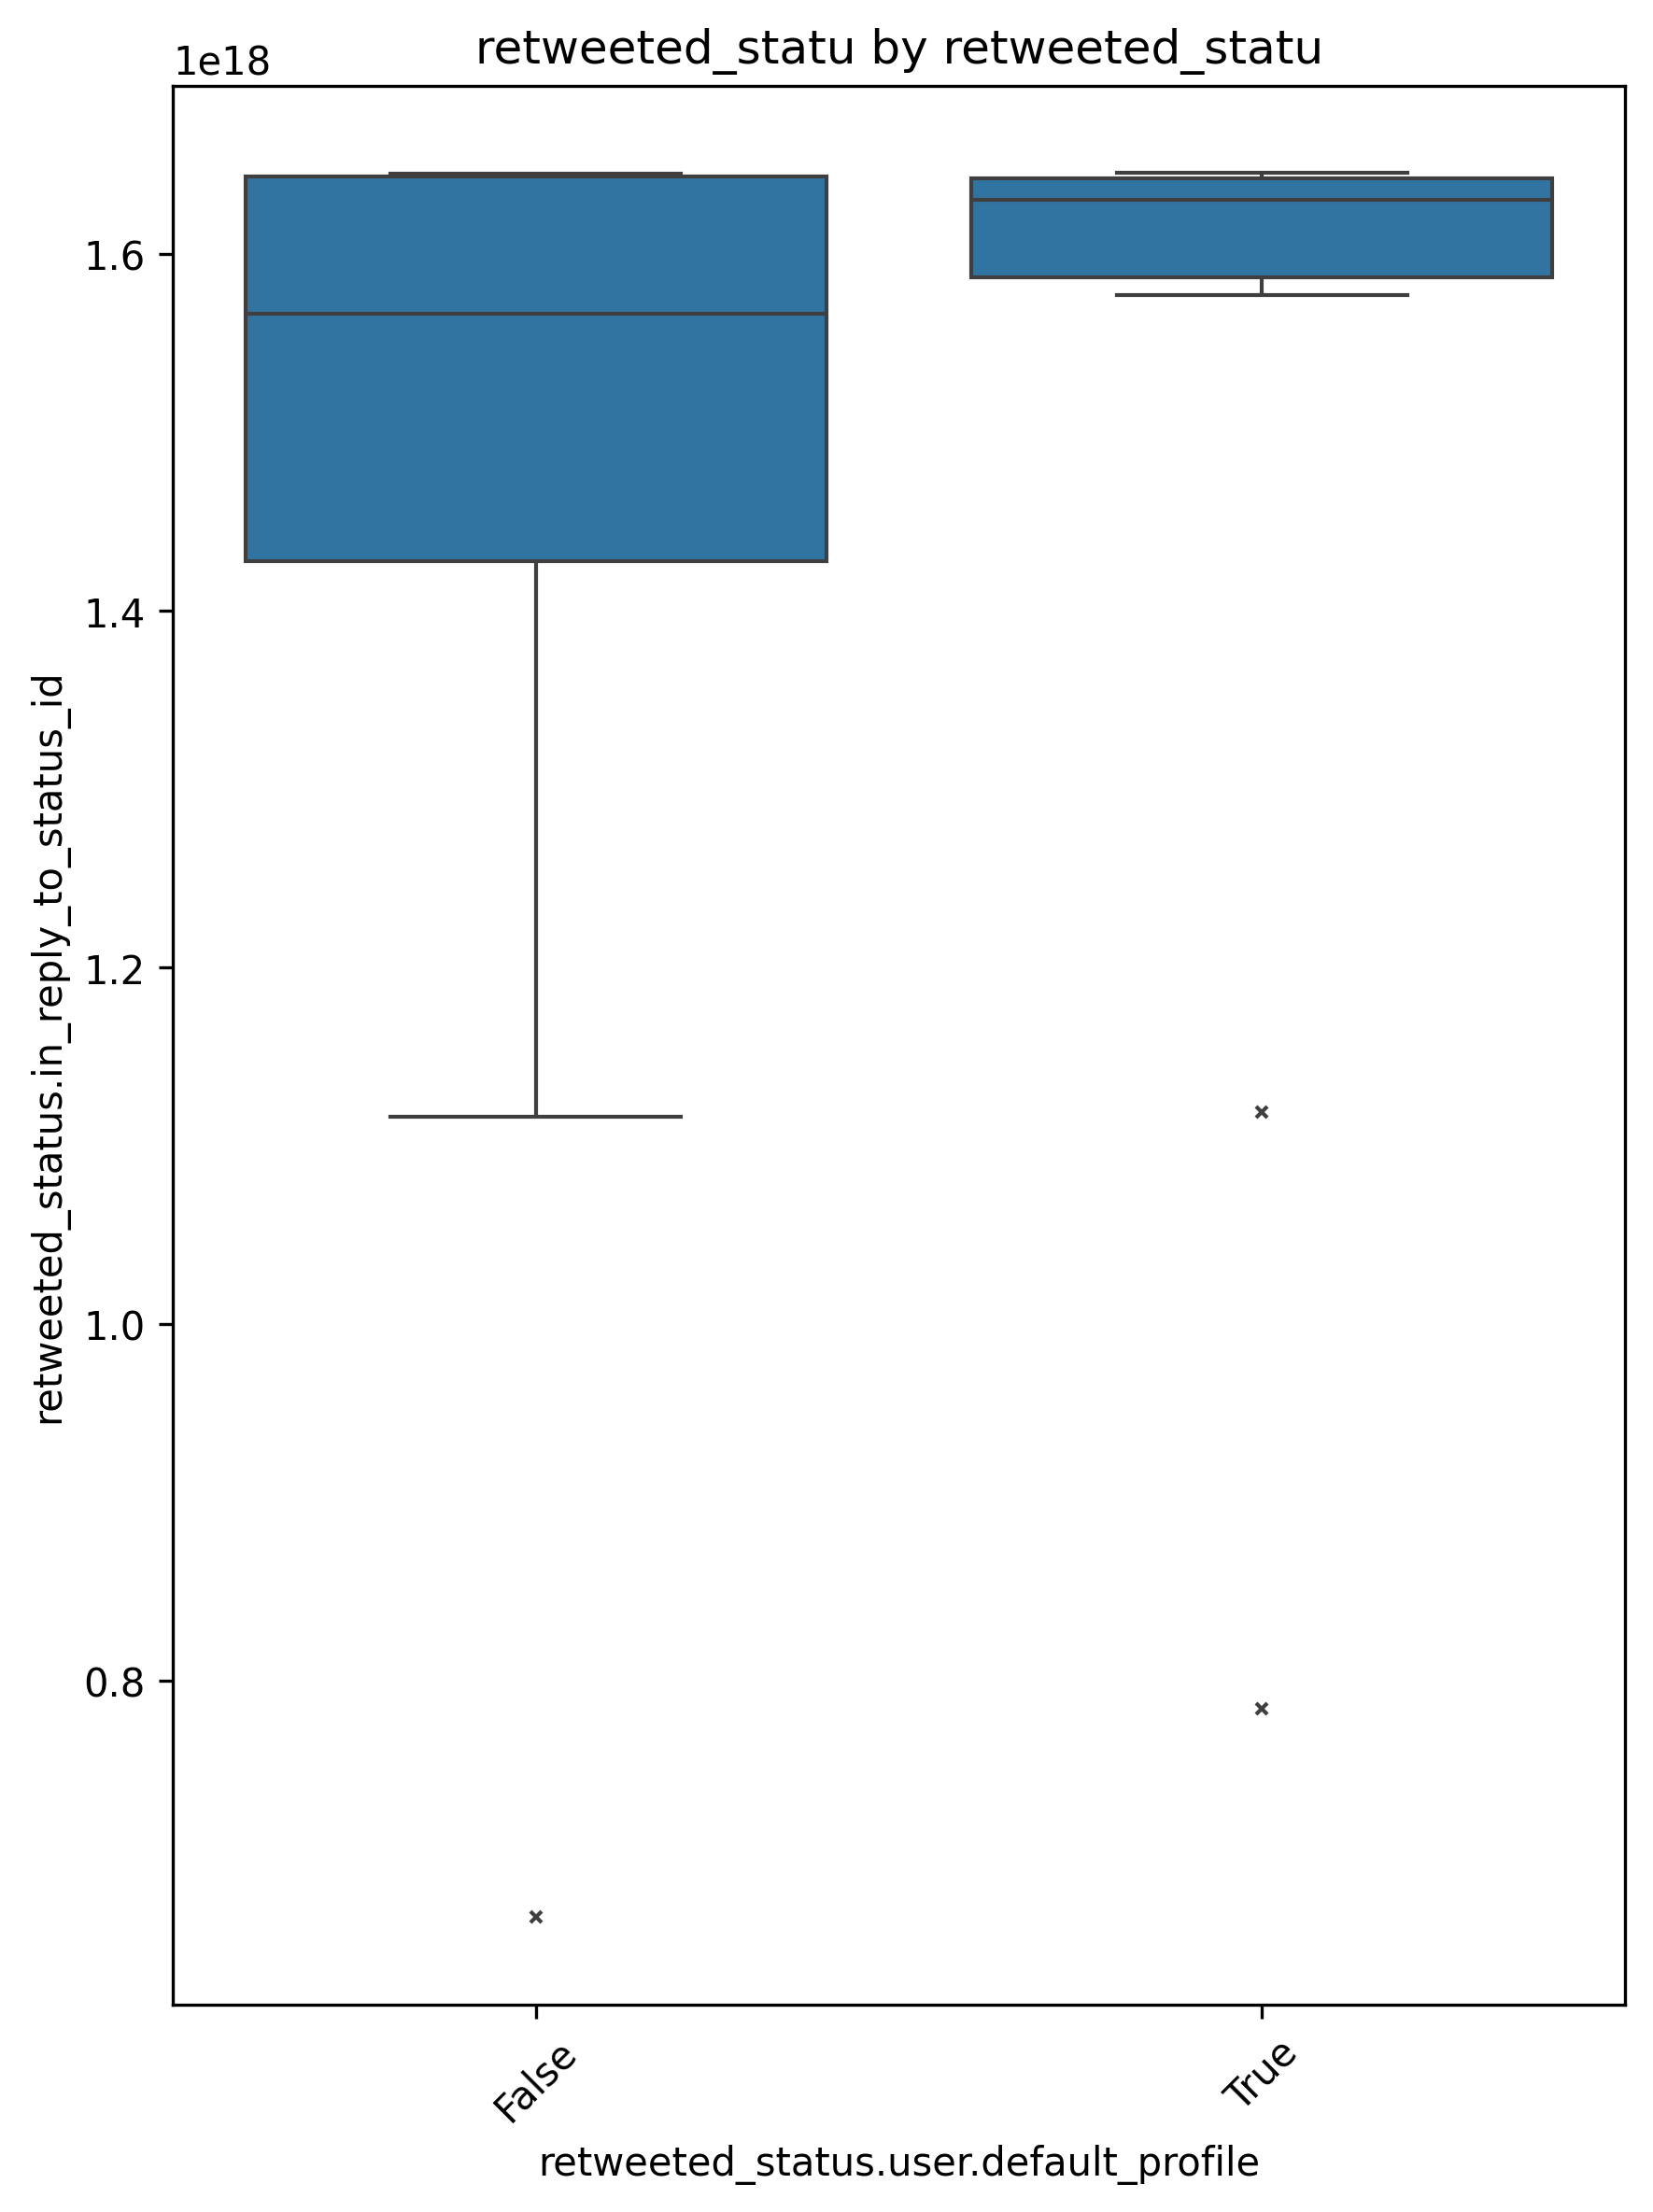 retweeted_statu by retweeted_statu
1e18
1.6
1.4
1.2
1.0
0.8
retweeted_status.in_reply_to_status_id
False
True
retweeted_status.user.default_profile